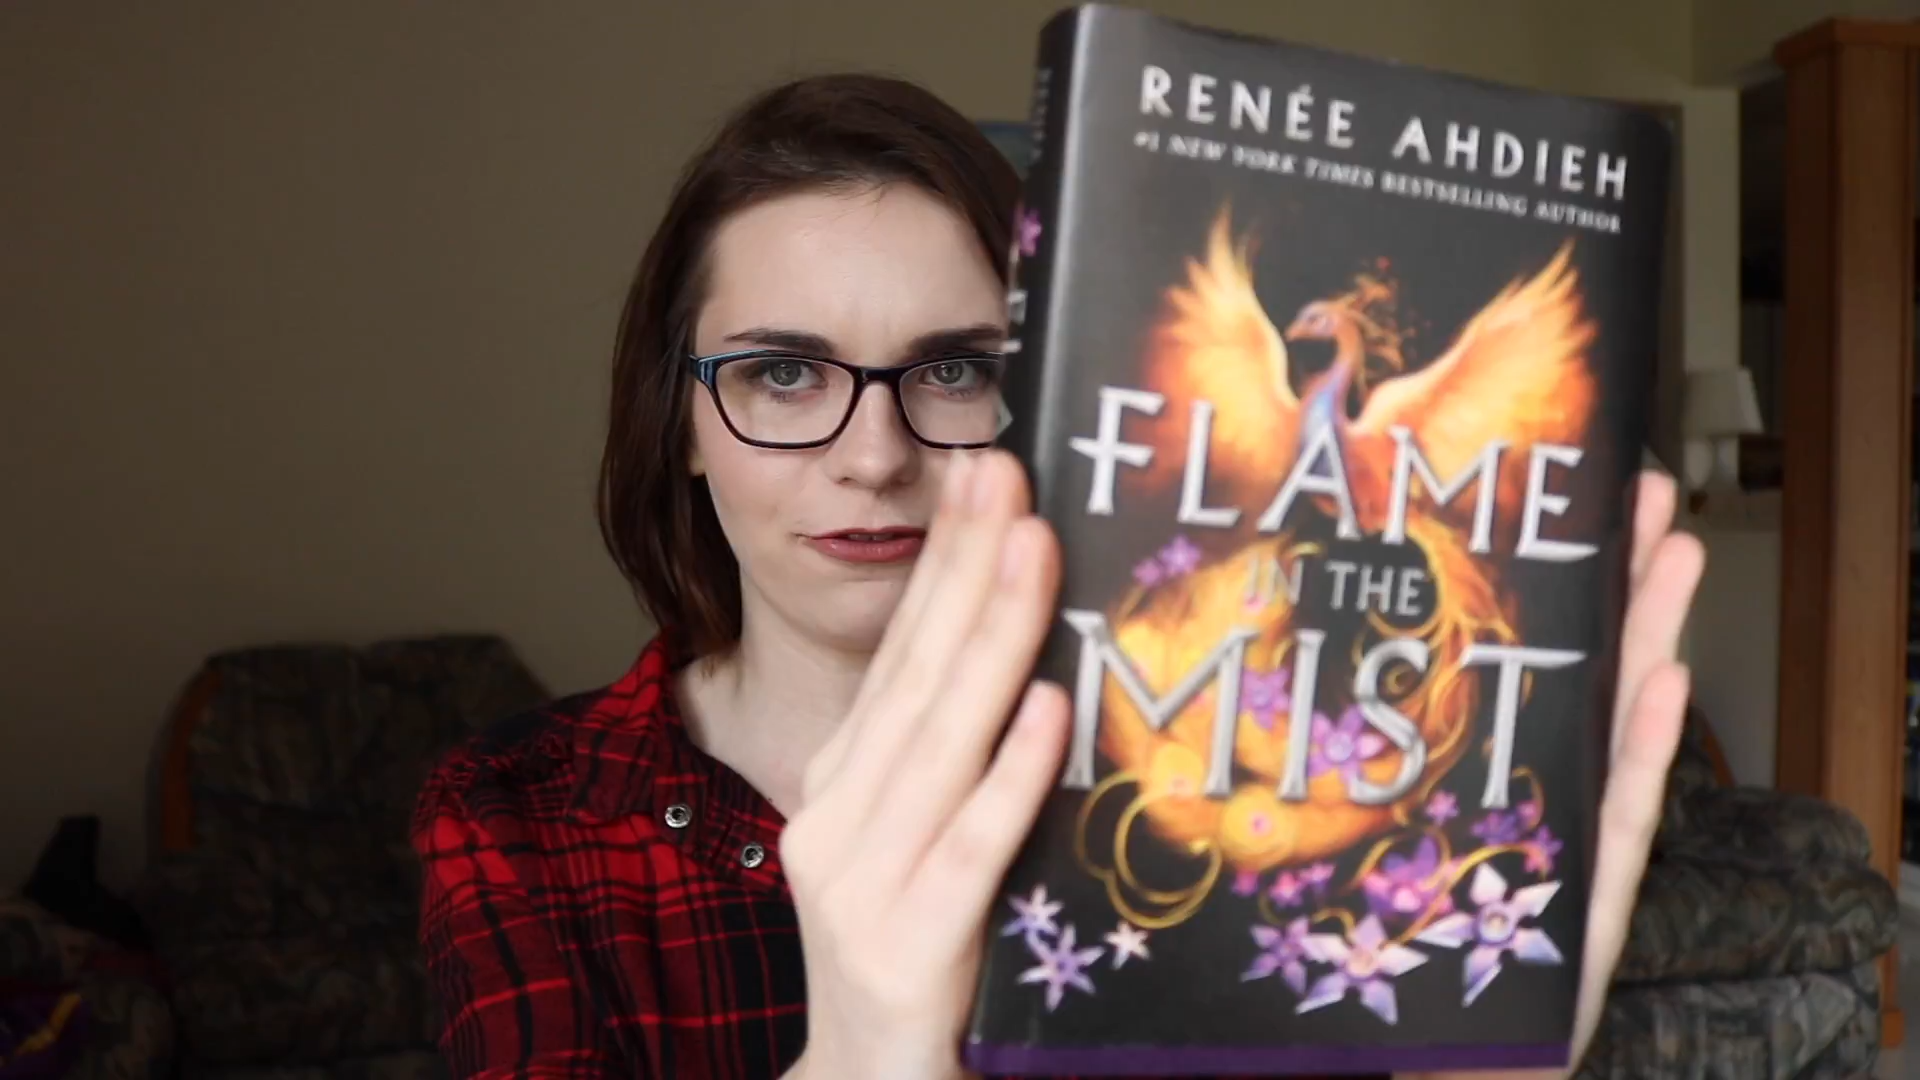 RENÉE AHDIEH
#1 NEW YORK TIMES BESTSELLING AUTHOR
FLAME
IN THE
MIST